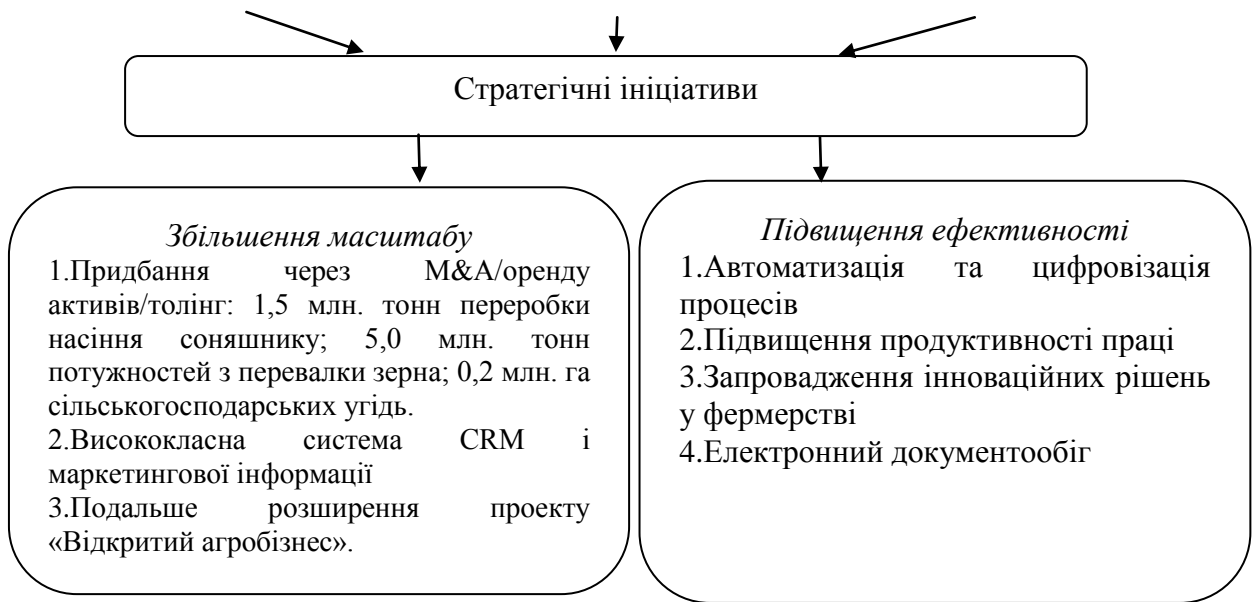 Стратегічні ініціативи
Збільшення масштабу
1.Придбання через M&A/оренду
активів/толінг: 1,5 млн. тонн переробки
насіння соняшнику; 5,0 млн. тонн
потужностей з перевалки зерна; 0,2 млн. га
сільськогосподарських угідь.
2.Висококласна система CRM і
маркетингової інформації
3.Подальше розширення проекту
«Відкритий агробізнес».
Підвищення ефективності
1.Автоматизація та цифровізація
процесів
2.Підвищення продуктивності праці
3.Запровадження інноваційних рішень
у фермерстві
4.Електронний документообіг